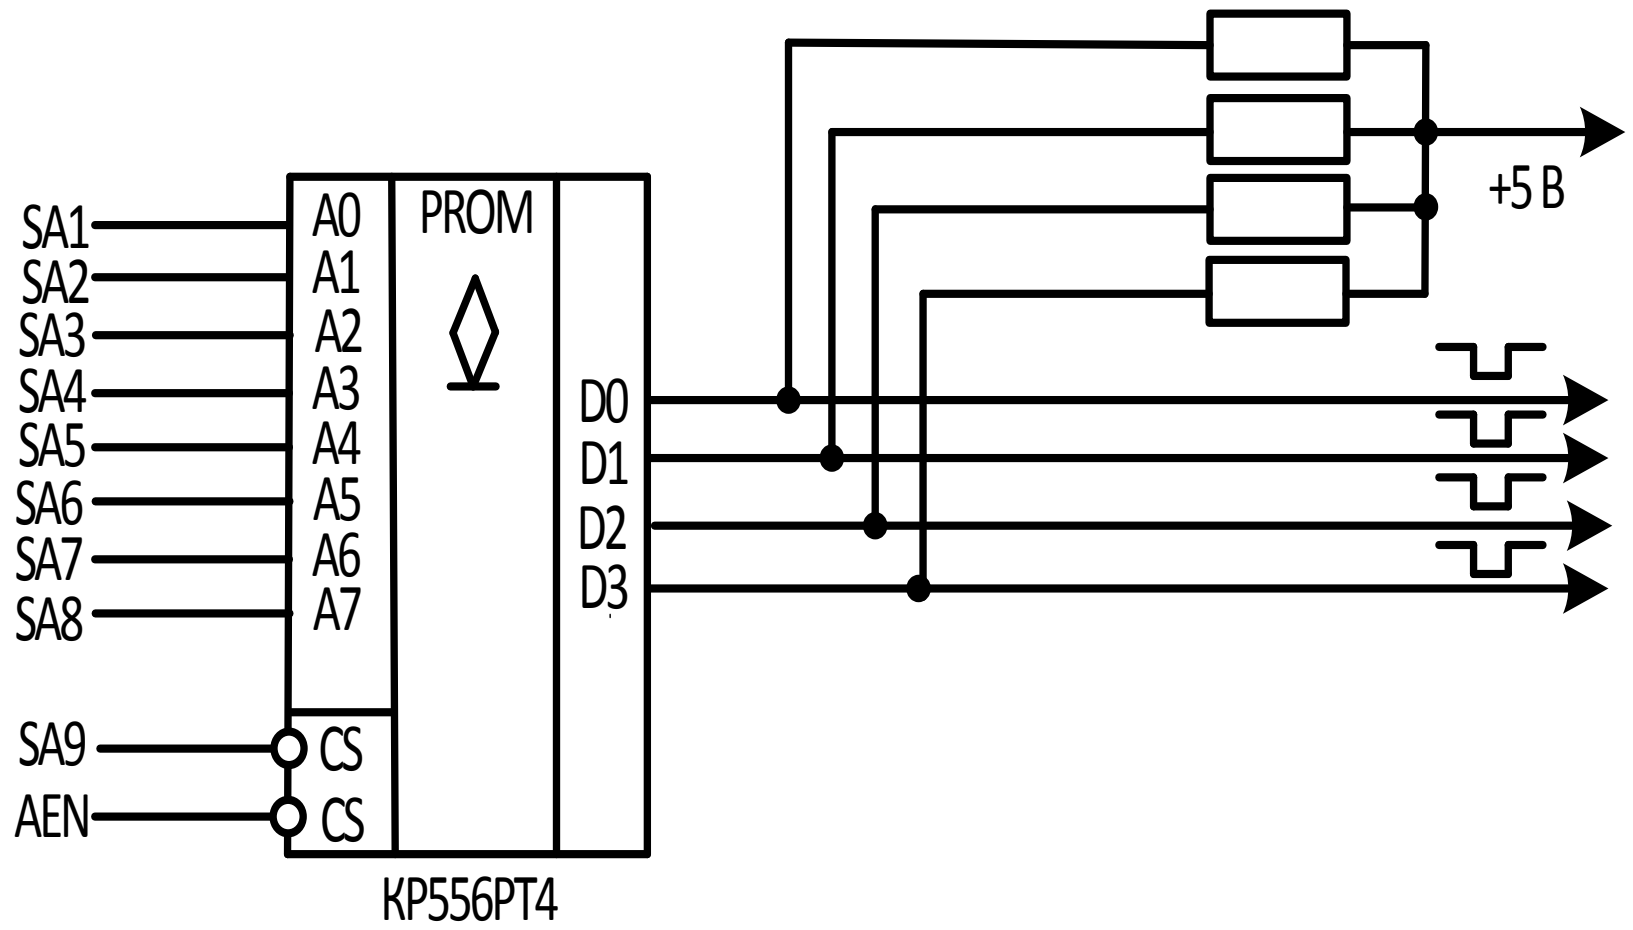 SA1 A0 PROM
SA2 A1
SA3 A2
SA4 A3
SA5 A4
SA6 A5
SA7 A6
SA8 A7
SA9 CS
AEN CS
D0
D1
D2
D3
+5 В
КР556РТ4